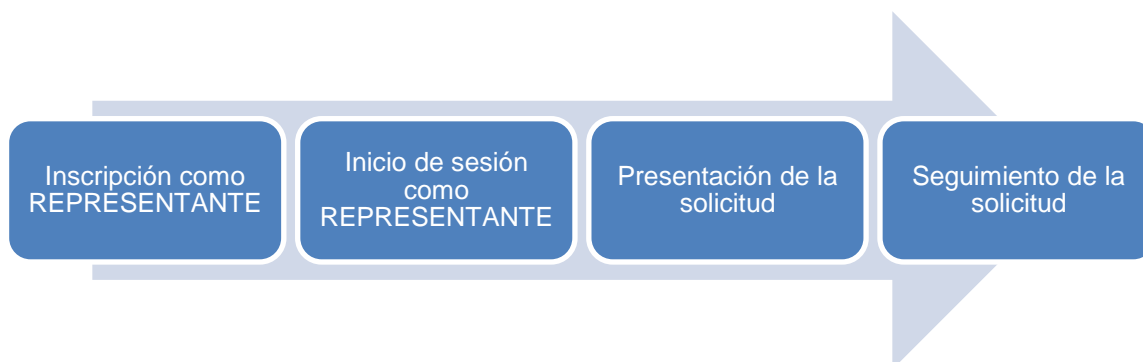 Inscripción como
REPRESENTANTE
Inicio de sesión
como
REPRESENTANTE
Presentación de la
solicitud
Seguimiento de la
solicitud